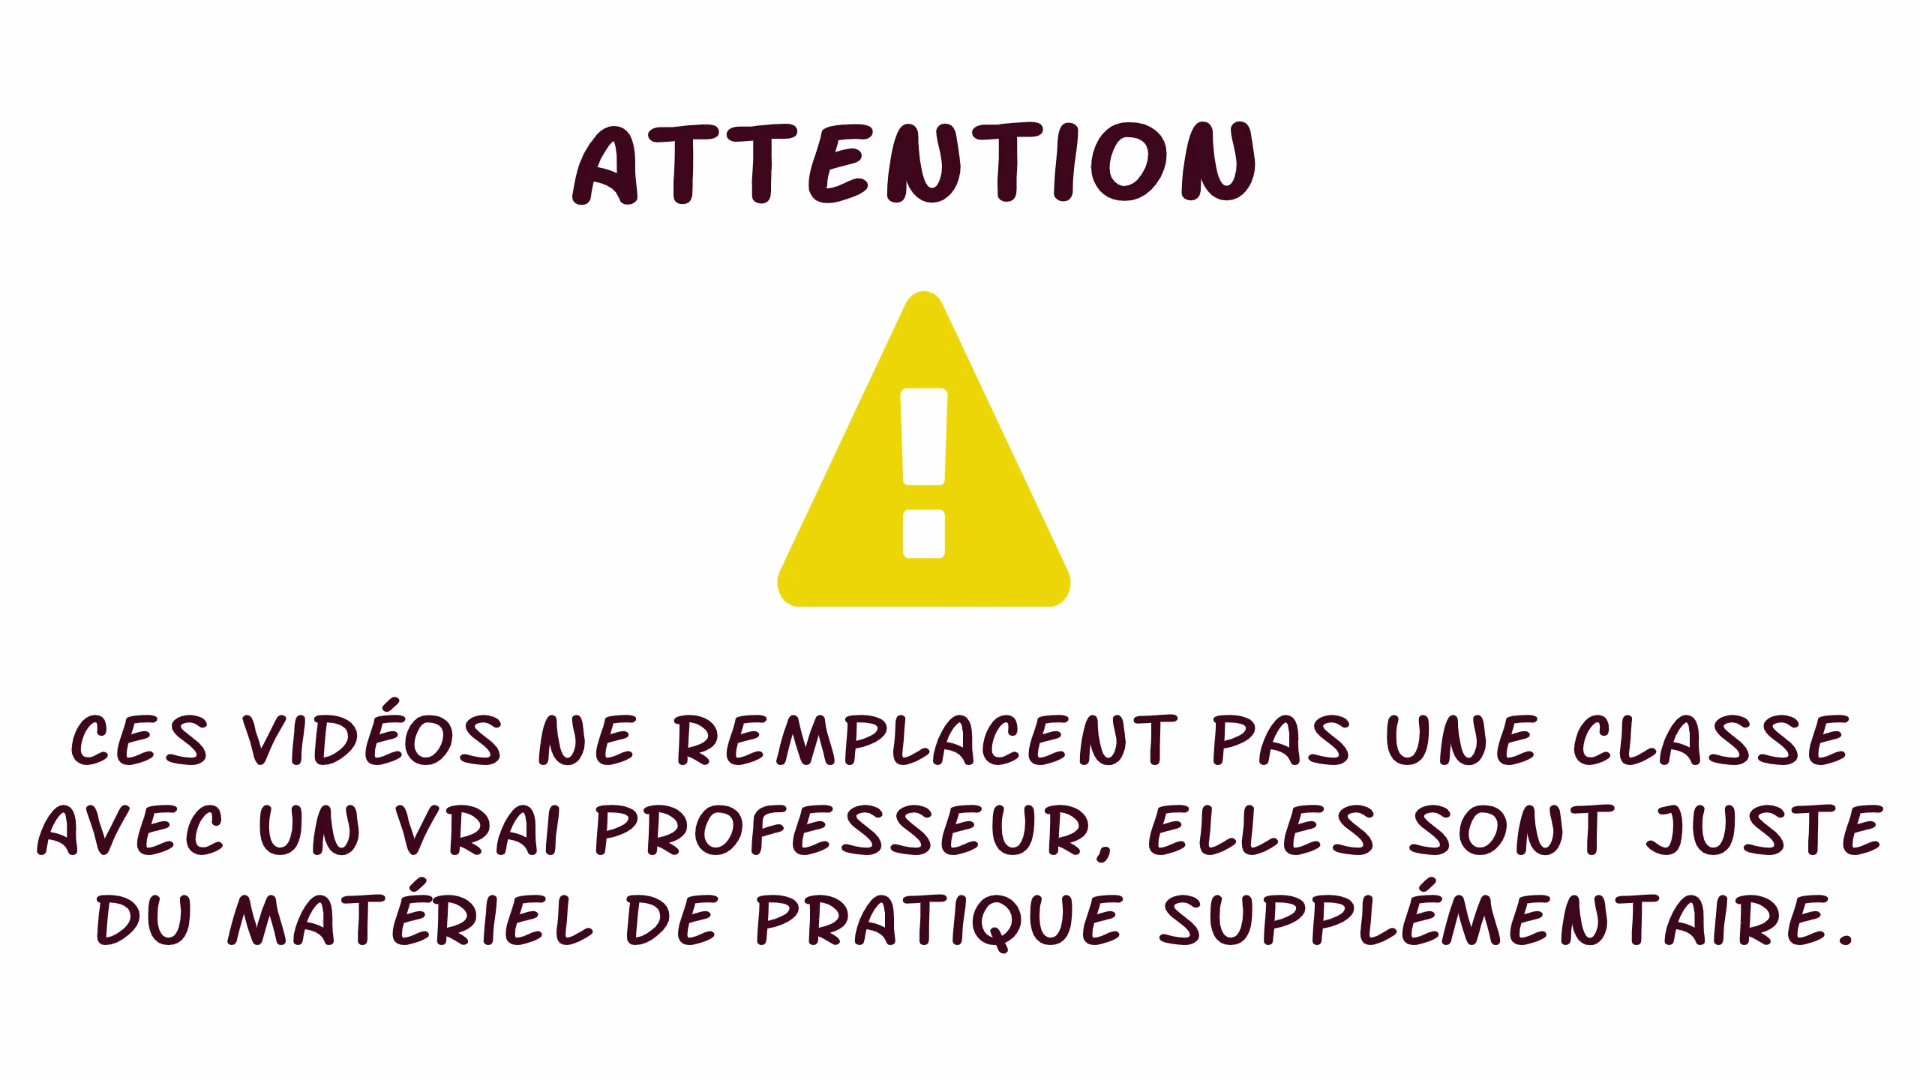 ATTENTION
CES VIDÉOS NE REMPLACENT PAS UNE CLASSE
AVEC UN VRAI PROFESSEUR, ELLES SONT JUSTE
DU MATÉRIEL DE PRATIQUE SUPPLÉMENTAIRE.